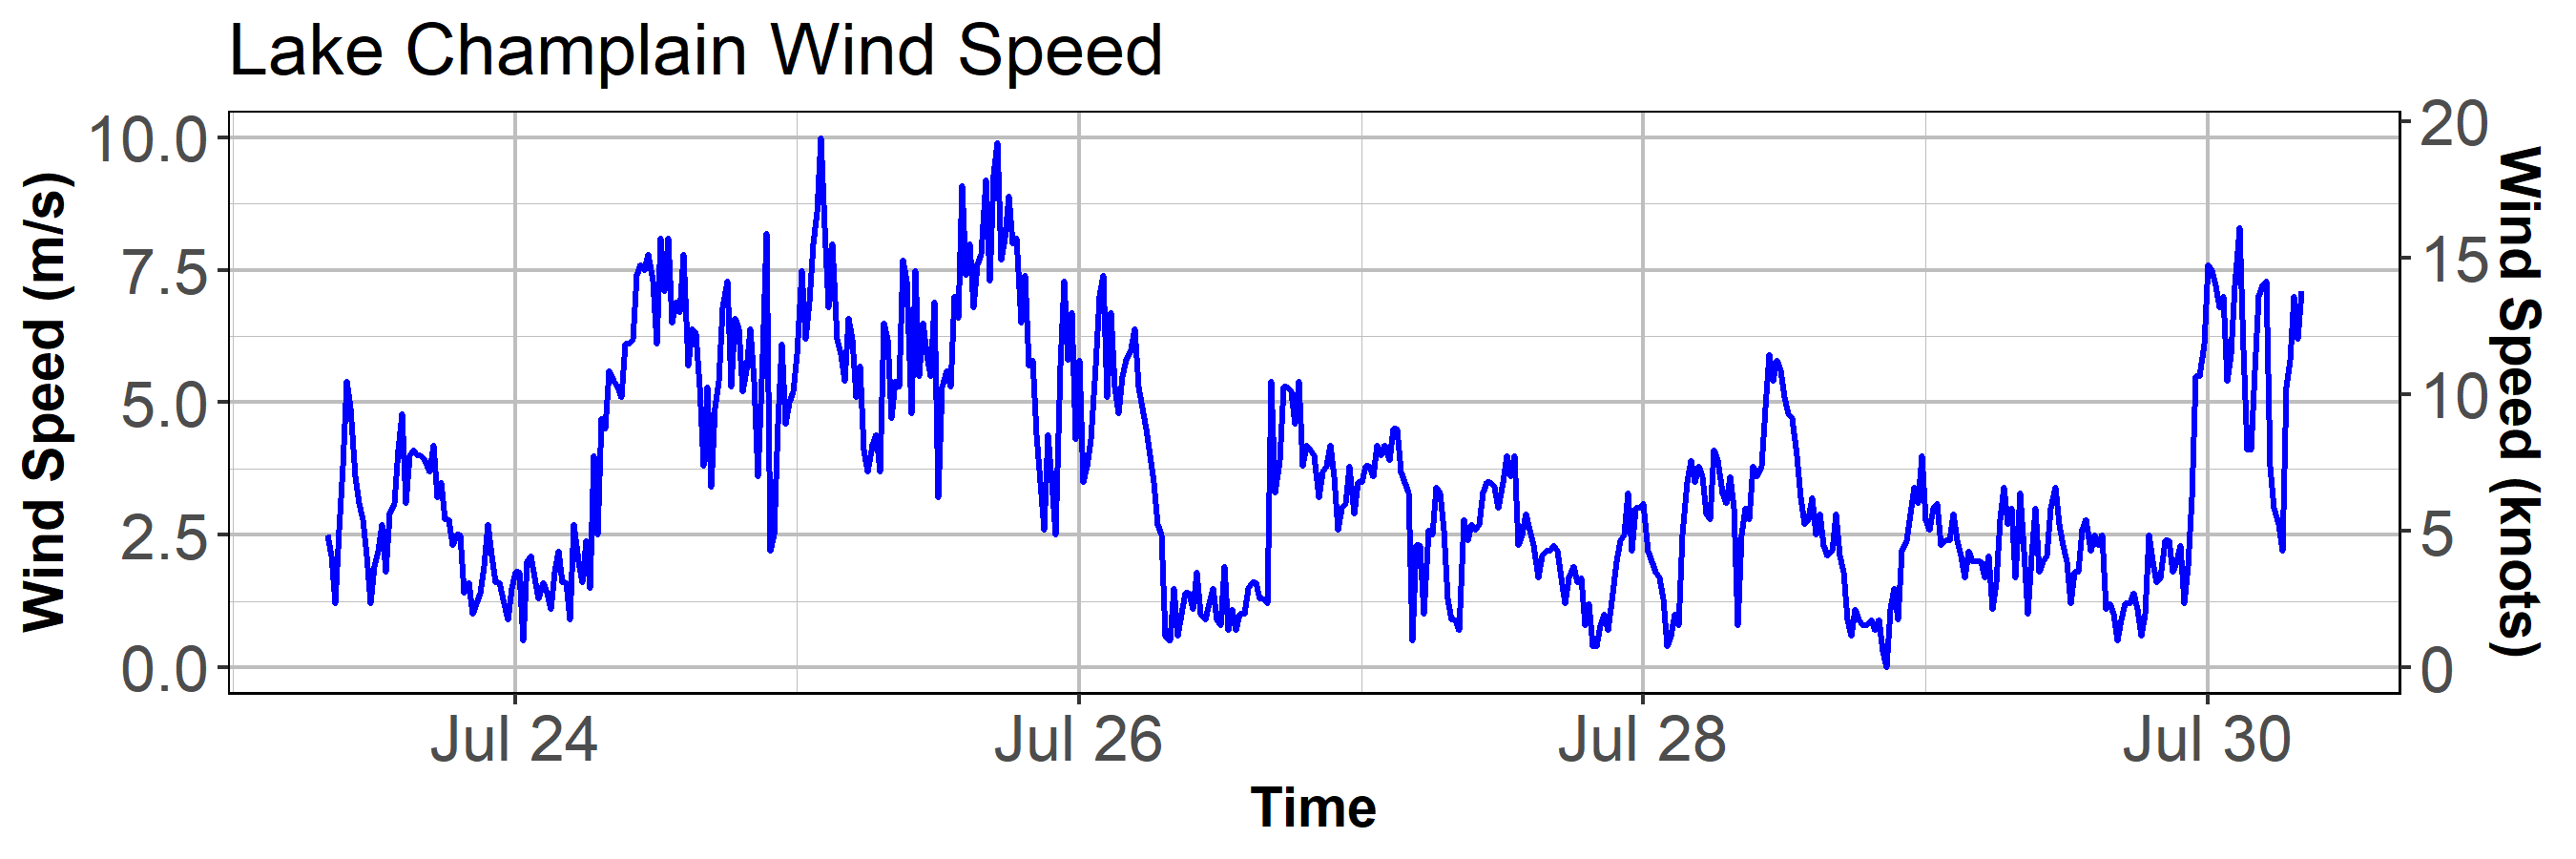 Lake Champlain Wind Speed
Wind Speed (m/s)
10.0
7.5
5.0
2.5
0.0
20
15
10
5
0
Wind Speed (knots)
Jul 24 Jul 26 Jul 28 Jul 30
Time